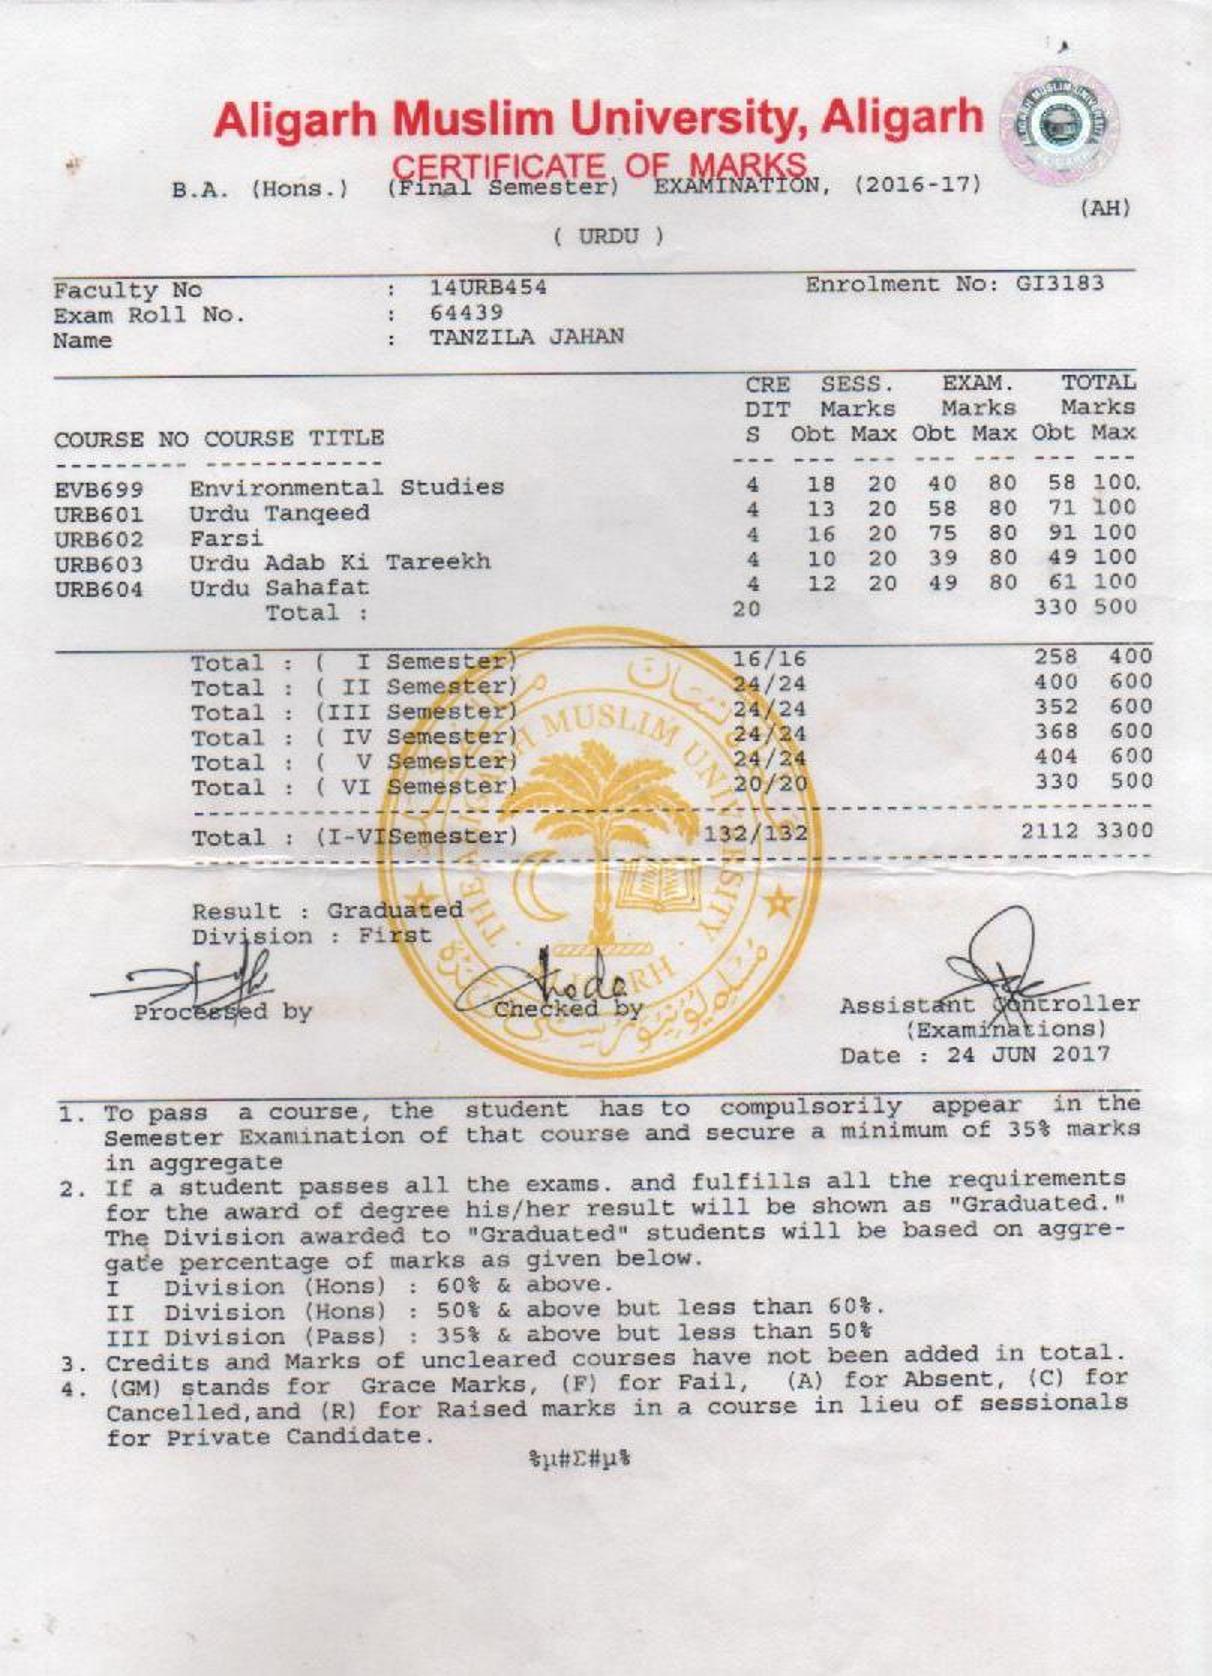 Aligarh Muslim University, Aligarh
CERTIFICATE OF MARKS
B.A. (Hons.) (Final Semester) EXAMINATION, (2016-17)
(AH)
( URDU )
Faculty No : 14URB454 Enrolment No: GI3183
Exam Roll No. : 64439
Name : TANZILA JAHAN
CRE SESS. EXAM. TOTAL
DIT Marks Marks Marks
COURSE NO COURSE TITLE S Obt Max Obt Max Obt Max
EVB699 Environmental Studies 4 18 20 40 80 58 100.
URB601 Urdu Tanqeed 4 13 20 58 80 71 100
URB602 Farsi 4 16 20 75 80 91 100
URB603 Urdu Adab Ki Tareekh 4 10 20 39 80 49 100
URB604 Urdu Sahafat 4 12 20 49 80 61 100
Total : 20 330 500
Total : ( I Semester) 16/16 258 400
Total : ( II Semester) 24/24 400 600
Total : (III Semester) 24/24 352 600
Total : ( IV Semester) 24/24 368 600
Total : ( V Semester) 24/24 404 600
Total : ( VI Semester) 20/20 330 500
Total : (I-VISemester) 132/132 2112 3300
Result : Graduated
Division : First
Processed by Checked by Assistant Controller
(Examinations)
Date : 24 JUN 2017
1. To pass a course, the student has to compulsorily appear in the
Semester Examination of that course and secure a minimum of 35% marks
in aggregate
2. If a student passes all the exams. and fulfills all the requirements
for the award of degree his/her result will be shown as "Graduated."
The Division awarded to "Graduated" students will be based on aggre-
gate percentage of marks as given below.
I Division (Hons) : 60% & above.
II Division (Hons) : 50% & above but less than 60%.
III Division (Pass) : 35% & above but less than 50%
3. Credits and Marks of uncleared courses have not been added in total.
4. (GM) stands for Grace Marks, (F) for Fail, (A) for Absent, (C) for
Cancelled,and (R) for Raised marks in a course in lieu of sessionals
for Private Candidate.
%µ#Σ#µ%